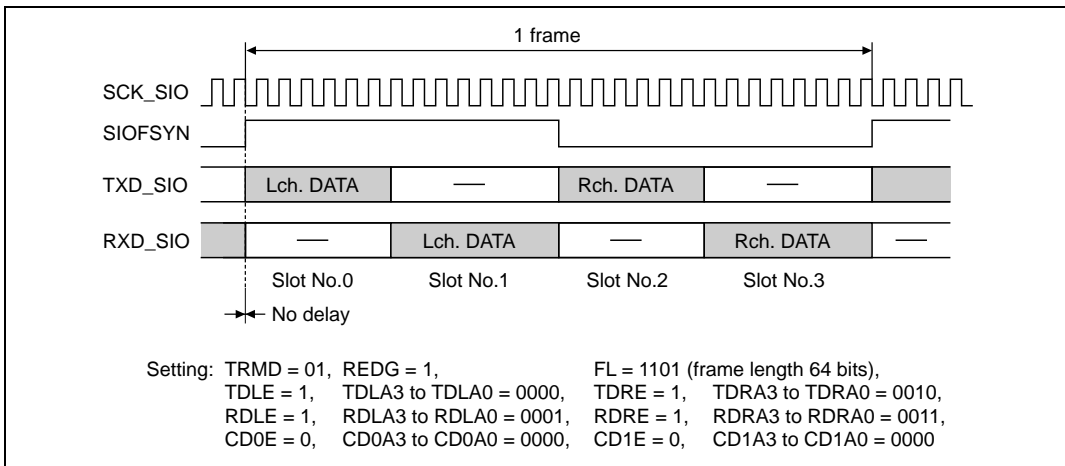 1 frame
SCK_SIO
SIOFSYN
TXD_SIO Lch. DATA — Rch. DATA —
RXD_SIO — Lch. DATA — Rch. DATA —
Slot No.0 Slot No.1 Slot No.2 Slot No.3
No delay
Setting: TRMD = 01, REDG = 1, FL = 1101 (frame length 64 bits),
TDLE = 1, TDLA3 to TDLA0 = 0000, TDRE = 1, TDRA3 to TDRA0 = 0010,
RDLE = 1, RDLA3 to RDLA0 = 0001, RDRE = 1, RDRA3 to RDRA0 = 0011,
CD0E = 0, CD0A3 to CD0A0 = 0000, CD1E = 0, CD1A3 to CD1A0 = 0000